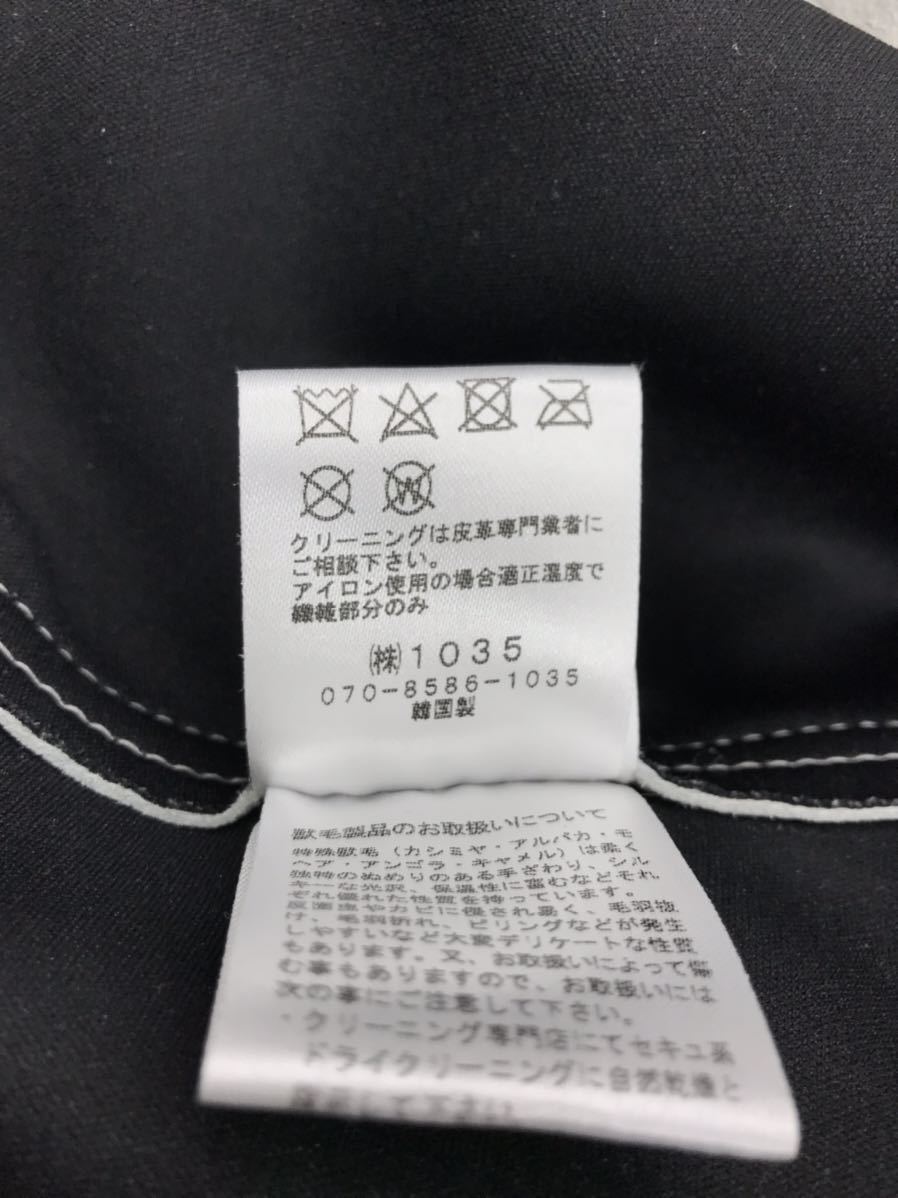 W
クリーニングは皮革専門業者に
ご相談下さい。
アイロン使用の場合適正温度で
繊維部分のみ
㈱1035
070-8586-1035
韓国製
獣毛製品のお取扱いについて
特殊獣毛(カシミヤ・アルパカ・モ
ヘア・アンゴラ・キャメル)は軽く
独特のぬめりのある手ざわり、シル
キーな光沢、保温性に富むなどそれ
ぞれ優れた性質を持っています。
反面虫やカビに侵され易く、毛羽抜
け、毛羽折れ、ピリングなどが発生
しやすいなど大変デリケートな性質
もあります。又、お取扱いによって傷
む事もありますので、お取扱いには
次の事にご注意して下さい。
・クリーニング専門店にてセキユ系
ドライクリーニングに自然乾燥と
して下さい